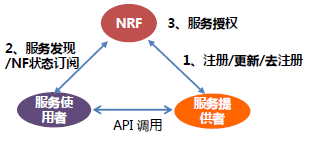 NRF
3、服务授权
2、服务发现
/NF状态订阅
1、注册/更新/去注册
服务使
用者
服务提
供者
API 调用